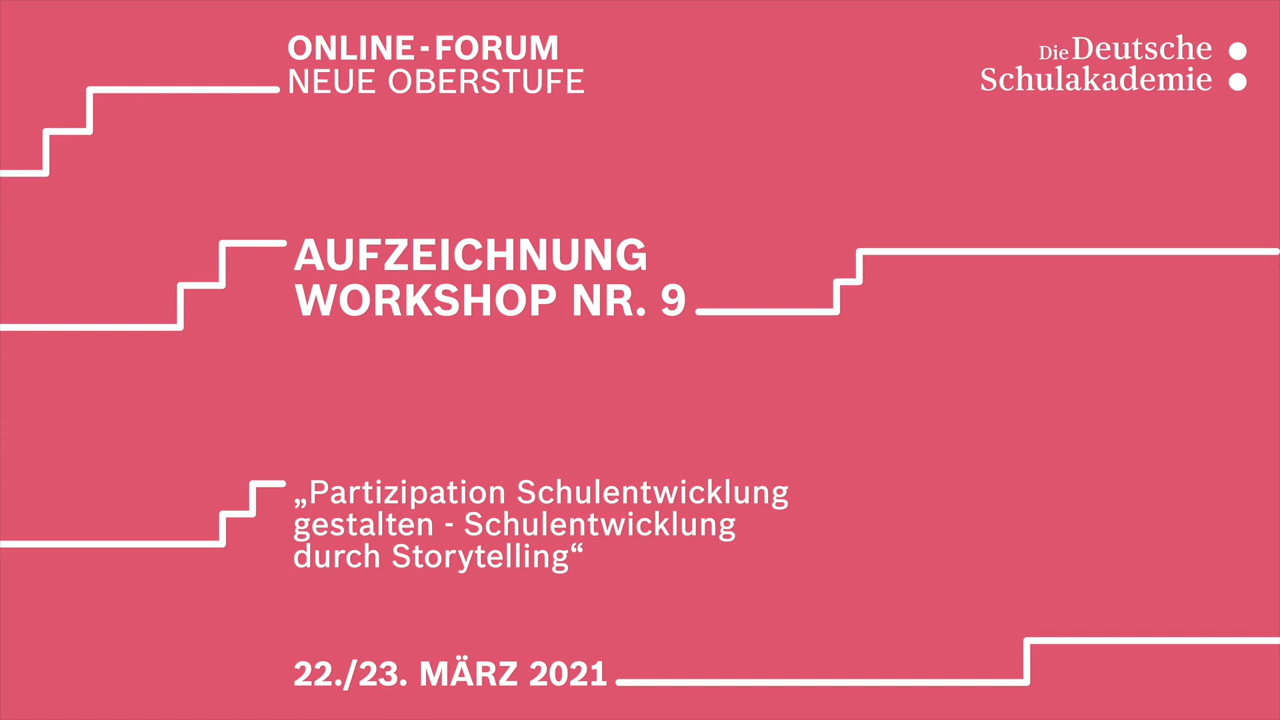 ONLINE-FORUM
NEUE OBERSTUFE
Die Deutsche
Schulakademie
AUFZEICHNUNG
WORKSHOP NR. 9
„Partizipation Schulentwicklung
gestalten - Schulentwicklung
durch Storytelling“
22./23. MÄRZ 2021